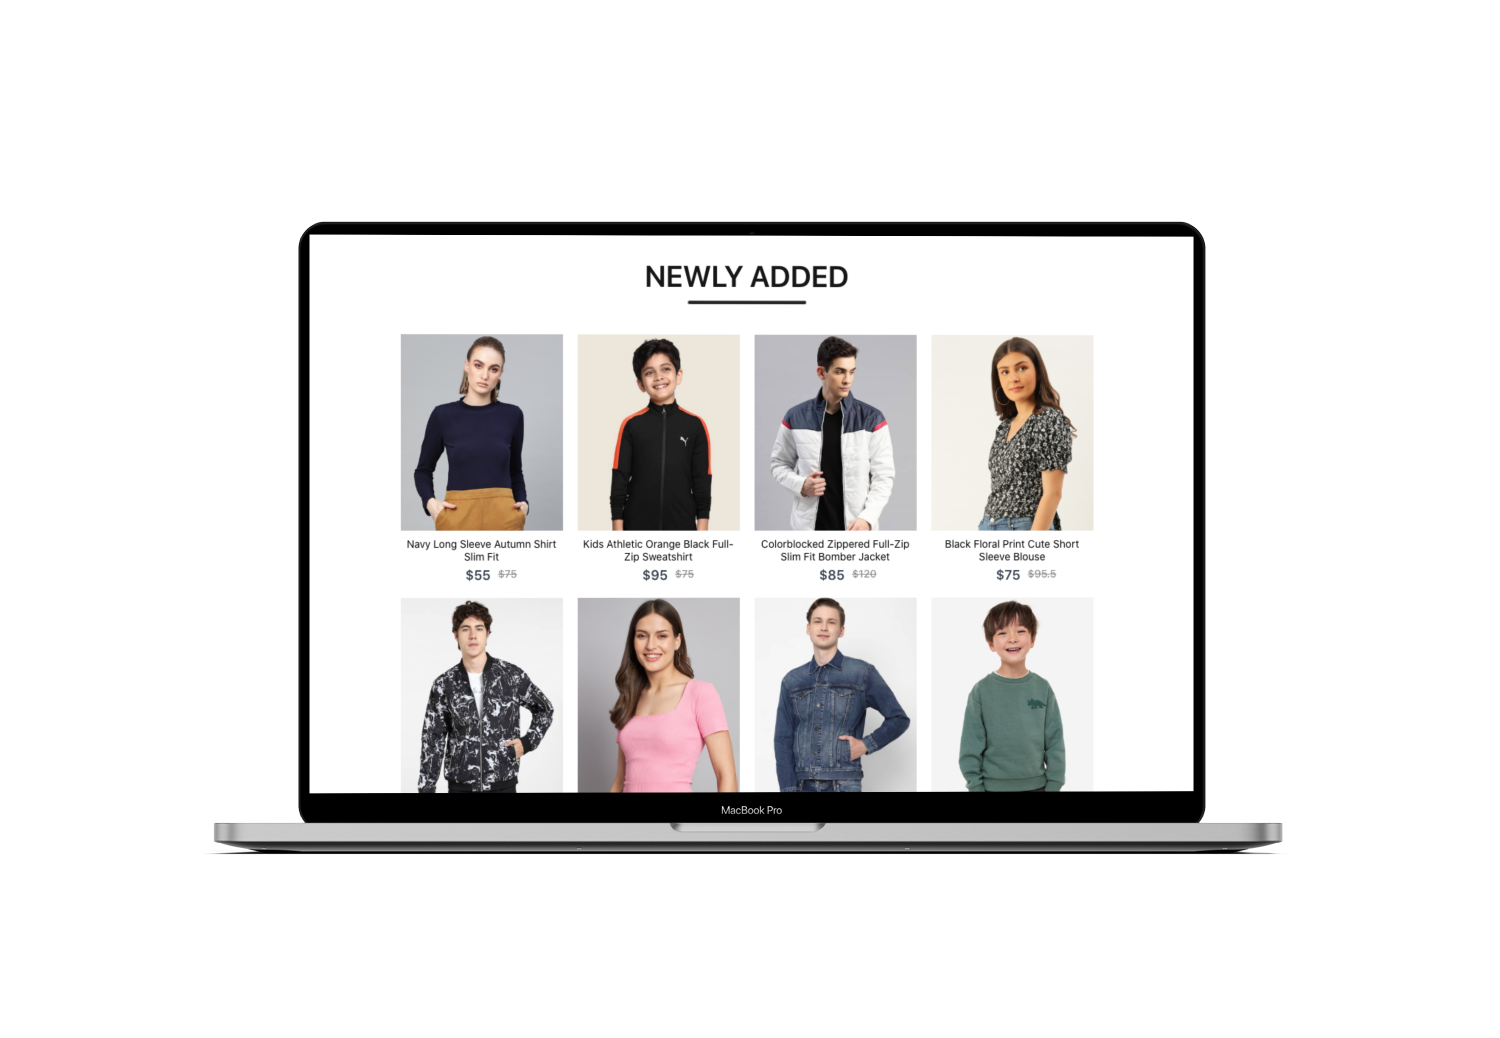 NEWLY ADDED
Navy Long Sleeve Autumn Shirt
Slim Fit
$55 $75
Kids Athletic Orange Black Full-
Zip Sweatshirt
$95 $75
Colorblocked Zippered Full-Zip
Slim Fit Bomber Jacket
$85 $120
Black Floral Print Cute Short
Sleeve Blouse
$75 $95.5
MacBook Pro